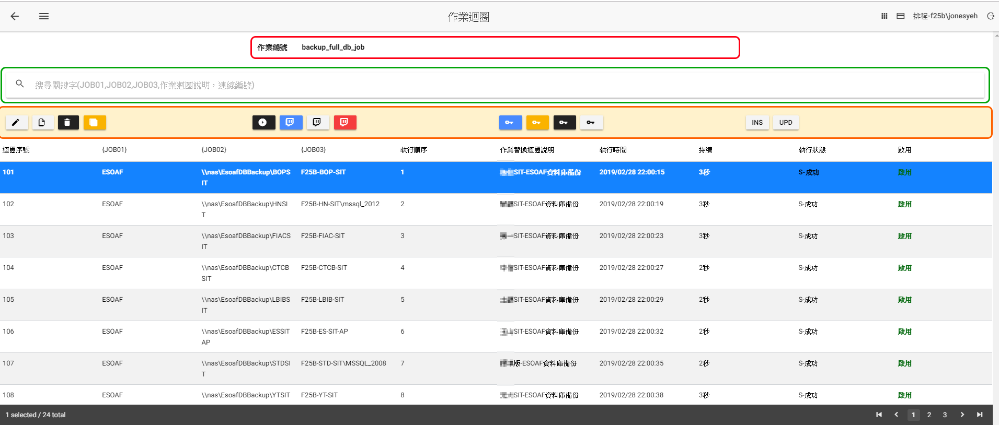 作業迴圈
排程-f25b\jonesyeh
作業編號 backup_full_db_job
搜尋關鍵字(JOB01,JOB02,JOB03,作業迴圈說明，連線編號)
INS UPD
迴圈序號 {JOB01} {JOB02} {JOB03} 執行順序 作業替換迴圈說明 執行時間 持續 執行狀態 啟用
101 ESOAF \\nas\EsoafDBBackup\BOPS F25B-BOP-SIT 1 SIT-ESOAF資料庫備份 2019/02/28 22:00:15 3秒 S-成功 啟用
IT
102 ESOAF \\nas\EsoafDBBackup\HNSI F25B-HN-SIT\mssql_2012 2 SIT-ESOAF資料庫備份 2019/02/28 22:00:19 3秒 S-成功 啟用
T
103 ESOAF \\nas\EsoafDBBackup\FIACS F25B-FIAC-SIT 3 SIT-ESOAF資料庫備份 2019/02/28 22:00:23 3秒 S-成功 啟用
IT
104 ESOAF \\nas\EsoafDBBackup\CTCB F25B-CTCB-SIT 4 SIT-ESOAF資料庫備份 2019/02/28 22:00:27 2秒 S-成功 啟用
SIT
105 ESOAF \\nas\EsoafDBBackup\LBIBS F25B-LBIB-SIT 5 SIT-ESOAF資料庫備份 2019/02/28 22:00:29 2秒 S-成功 啟用
IT
106 ESOAF \\nas\EsoafDBBackup\ESSIT F25B-ES-SIT-AP 6 SIT-ESOAF資料庫備份 2019/02/28 22:00:32 2秒 S-成功 啟用
AP
107 ESOAF \\nas\EsoafDBBackup\STDSI F25B-STD-SIT\MSSQL_2008 7 版-ESOAF資料庫備份 2019/02/28 22:00:35 2秒 S-成功 啟用
T
108 ESOAF \\nas\EsoafDBBackup\YTSIT F25B-YT-SIT 8 SIT-ESOAF資料庫備份 2019/02/28 22:00:38 3秒 S-成功 啟用
1 selected / 24 total 1 2 3